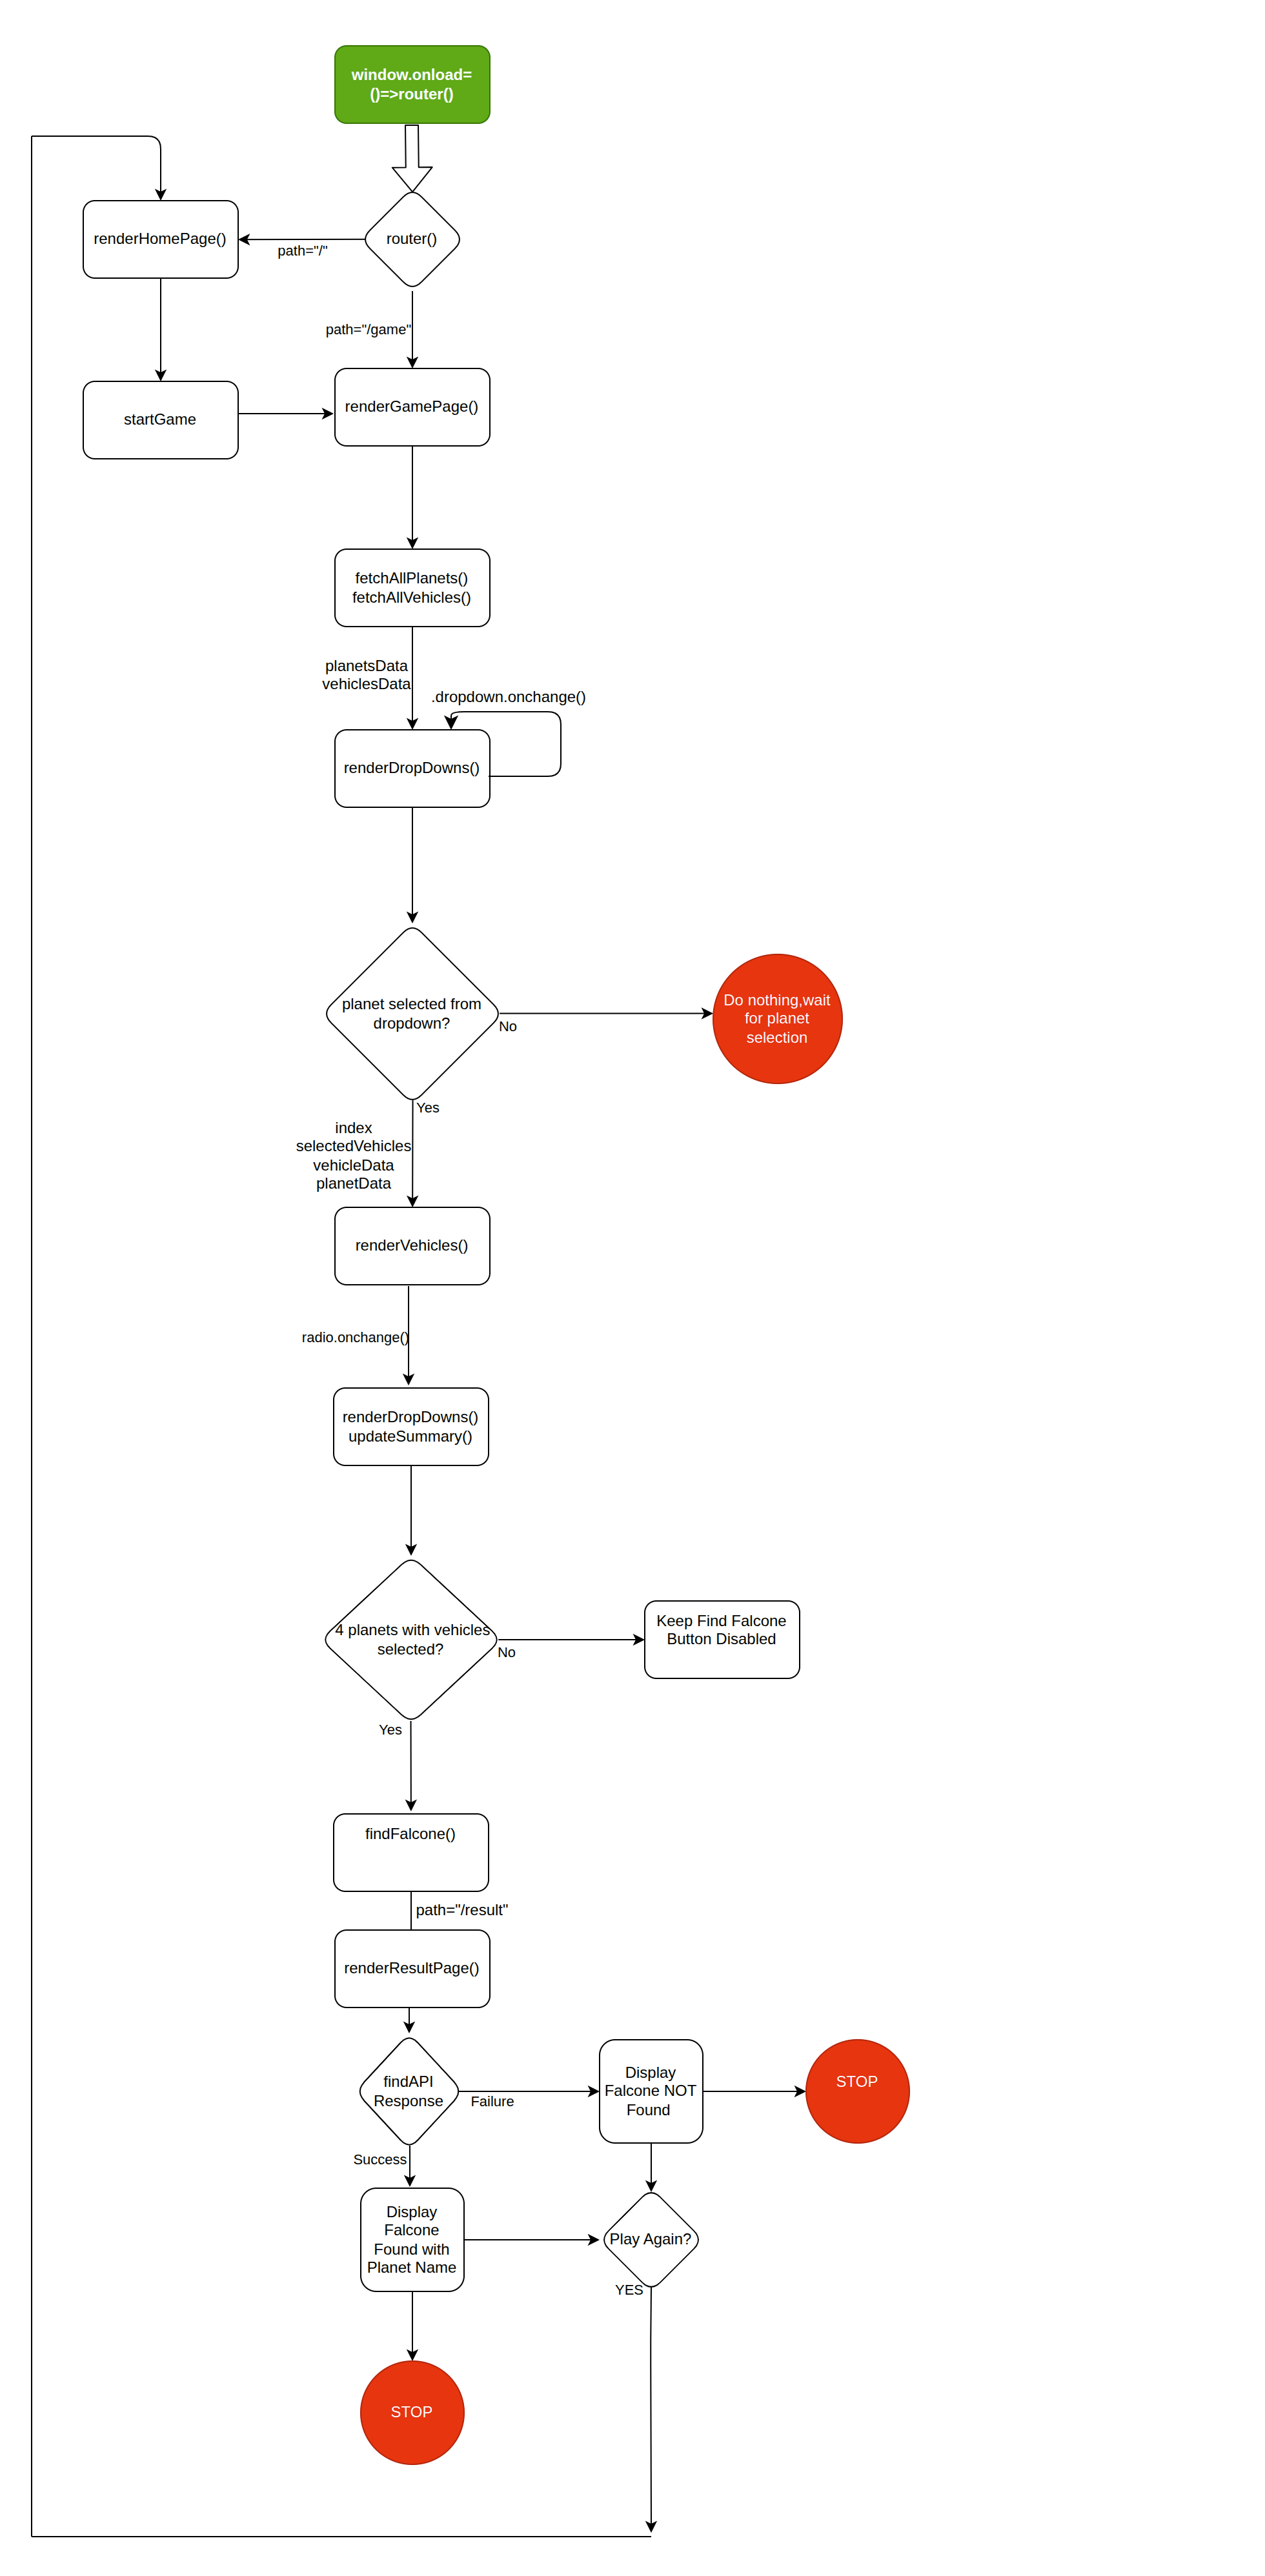 window.onload=
()=>router()
renderHomePage()
path="/"
router()
path="/game"
startGame
renderGamePage()
fetchAllPlanets()
fetchAllVehicles()
planetsData
vehiclesData
.dropdown.onchange()
renderDropDowns()
planet selected from
dropdown?
No
Do nothing,wait
for planet
selection
Yes
index
selectedVehicles
vehicleData
planetData
renderVehicles()
radio.onchange()
renderDropDowns()
updateSummary()
4 planets with vehicles
selected?
No
Keep Find Falcone
Button Disabled
Yes
findFalcone()
path="/result"
renderResultPage()
findAPI
Response
Failure
Display
Falcone NOT
Found
STOP
Success
Display
Falcone
Found with
Planet Name
Play Again?
YES
STOP